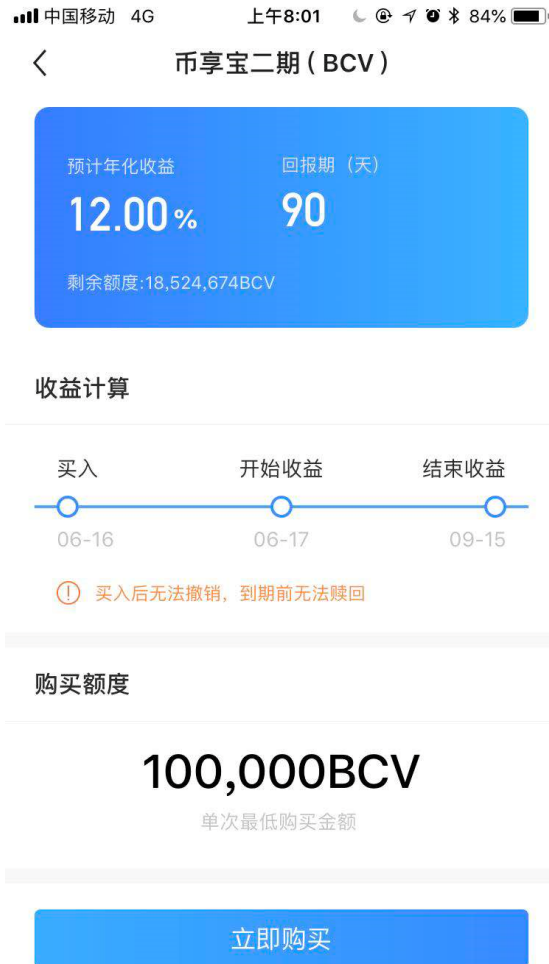 中国移动 4G 上午8:01 84%
币享宝二期（BCV）
预计年化收益 回报期（天）
12.00% 90
剩余额度:18,524,674BCV
收益计算
买入 开始收益 结束收益
06-16 06-17 09-15
买入后无法撤销，到期前无法赎回
购买额度
100,000BCV
单次最低购买金额
立即购买